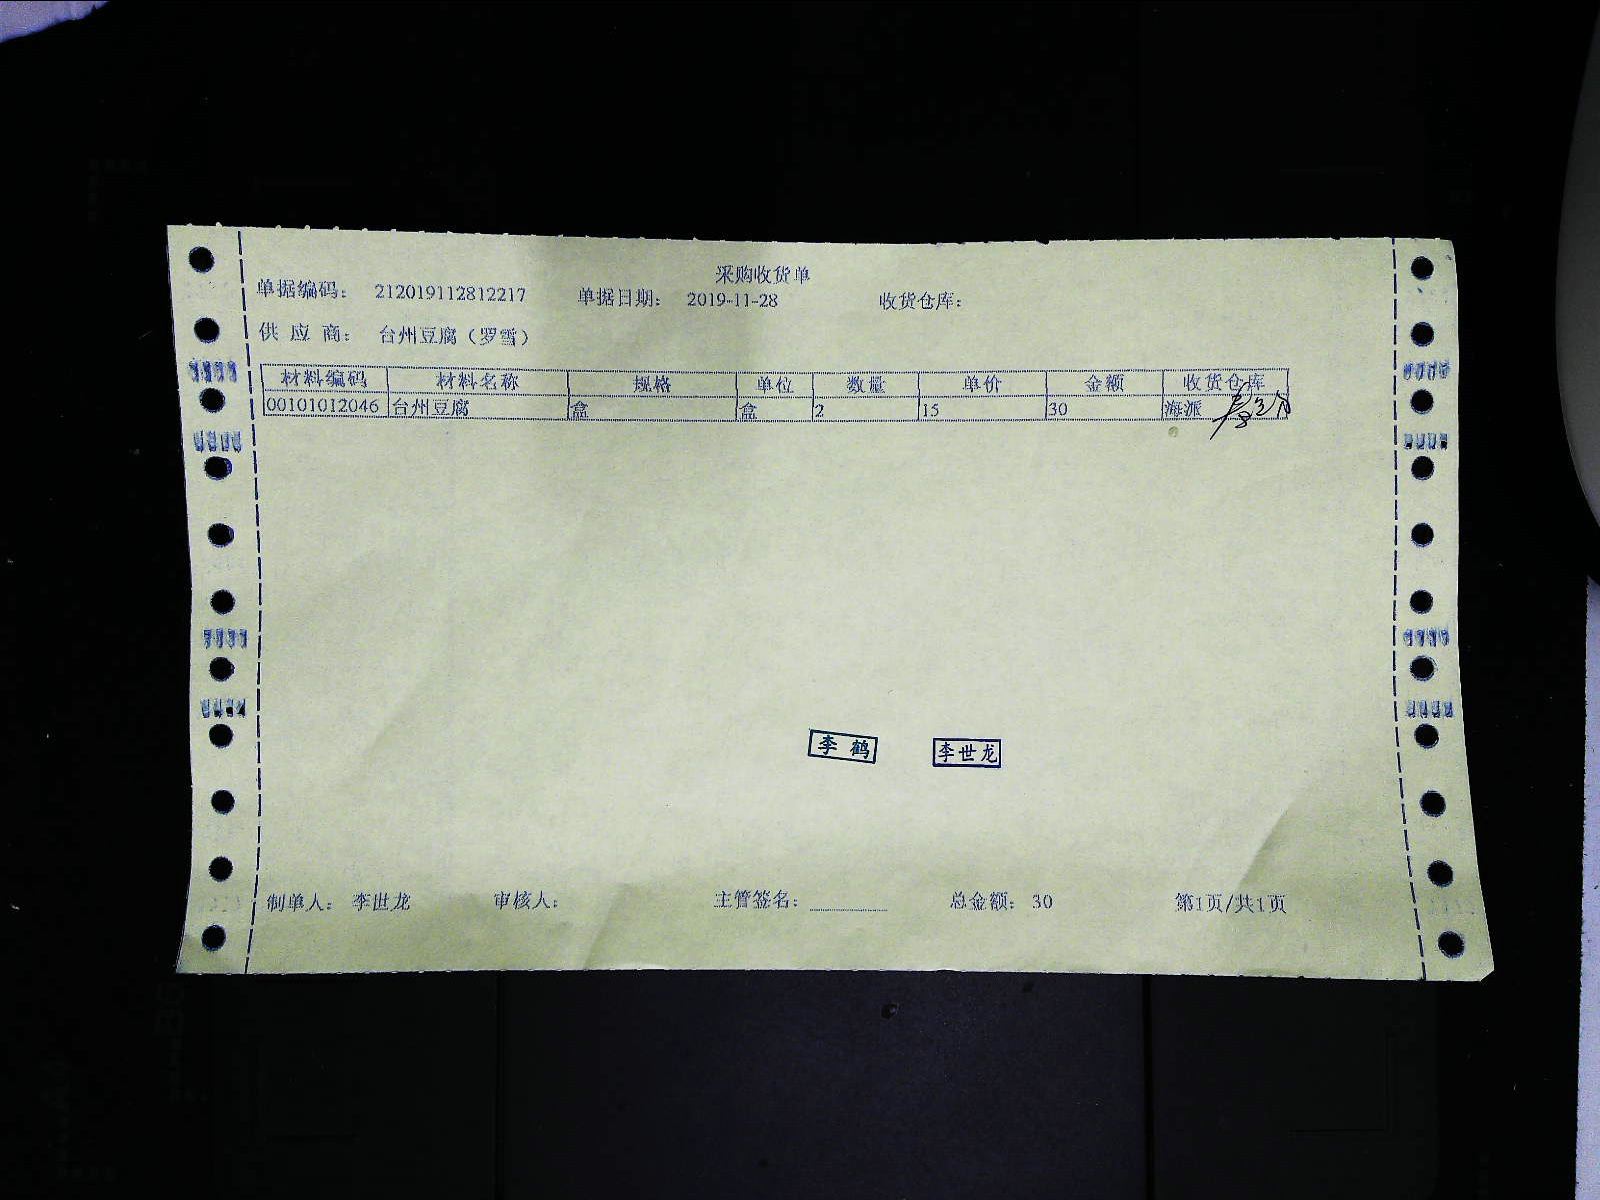 采购收货单
单据编码： 212019112812217 单据日期： 2019-11-28 收货仓库：
供 应 商： 台州豆腐（罗雪）
材料编码 材料名称 规格 单位 数量 单价 金额 收货仓库
00101012046 台州豆腐 盒 盒 2 15 30 海派
李 鹤 李世龙
制单人： 李世龙 审核人： 主管签名： 总金额： 30 第1页/共1页